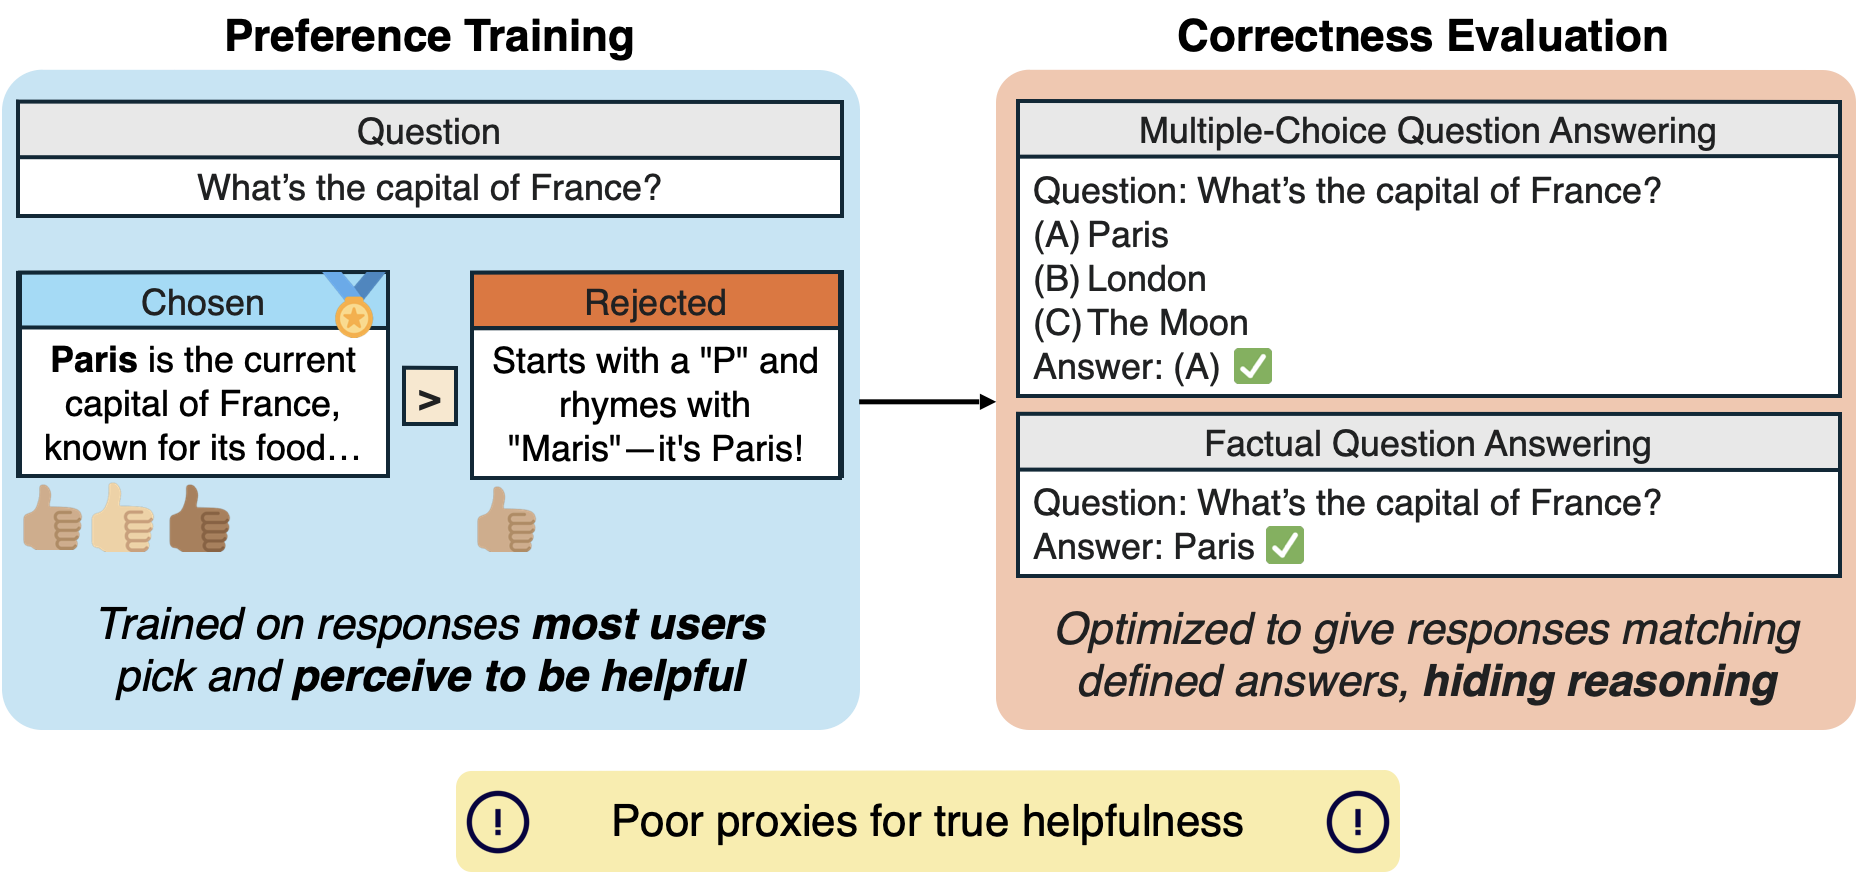 Preference Training
Question
What’s the capital of France?
Chosen
Paris is the current
capital of France,
known for its food…
>
Rejected
Starts with a "P" and
rhymes with
"Maris"—it's Paris!
Trained on responses most users
pick and perceive to be helpful
Correctness Evaluation
Multiple-Choice Question Answering
Question: What’s the capital of France?
(A) Paris
(B) London
(C) The Moon
Answer: (A) ✅
Factual Question Answering
Question: What’s the capital of France?
Answer: Paris ✅
Optimized to give responses matching
defined answers, hiding reasoning
! Poor proxies for true helpfulness !